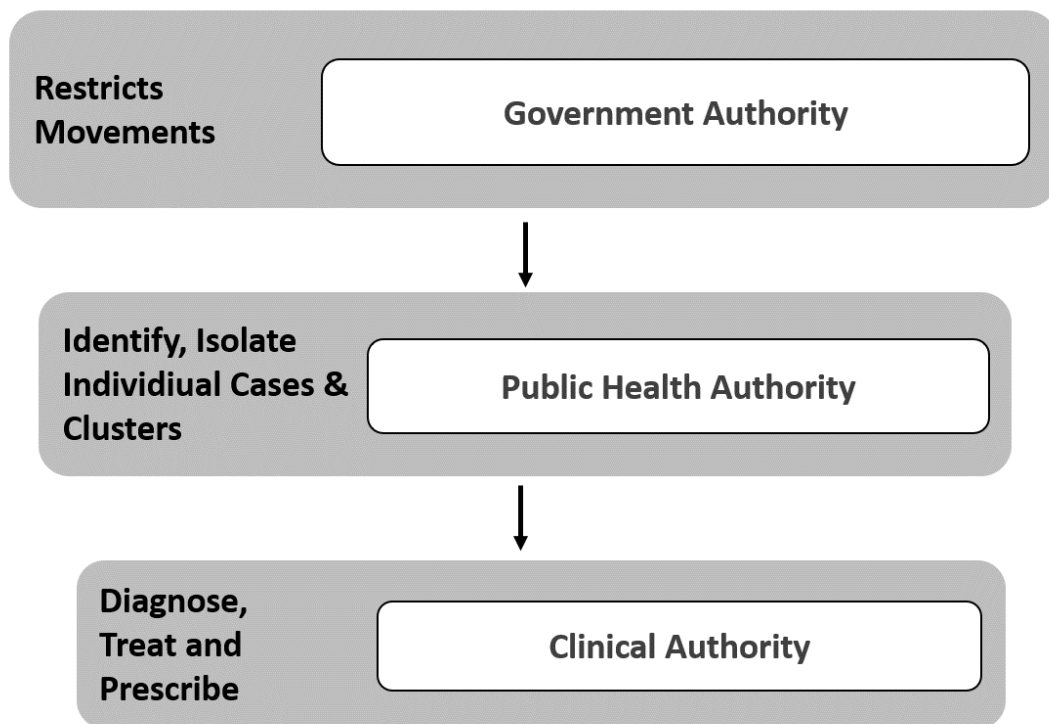 Restricts
Movements
Government Authority
Identify, Isolate
Individiual Cases &
Clusters
Public Health Authority
Diagnose,
Treat and
Prescribe
Clinical Authority